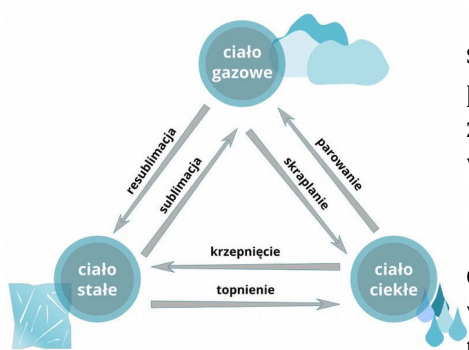 ciało
gazowe
resublimacja
sublimacja
skraplanie
parowanie
krzepnięcie
topnienie
ciało
stałe
ciało
ciekłe